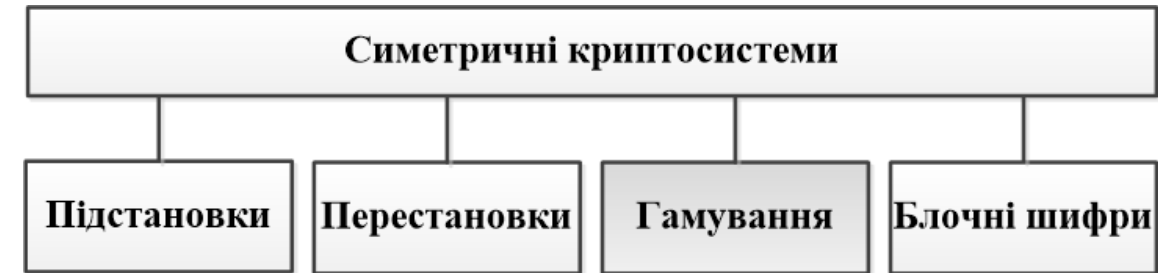 Симетричні криптосистеми
Підстановки
Перестановки
Гамування
Блочні шифри